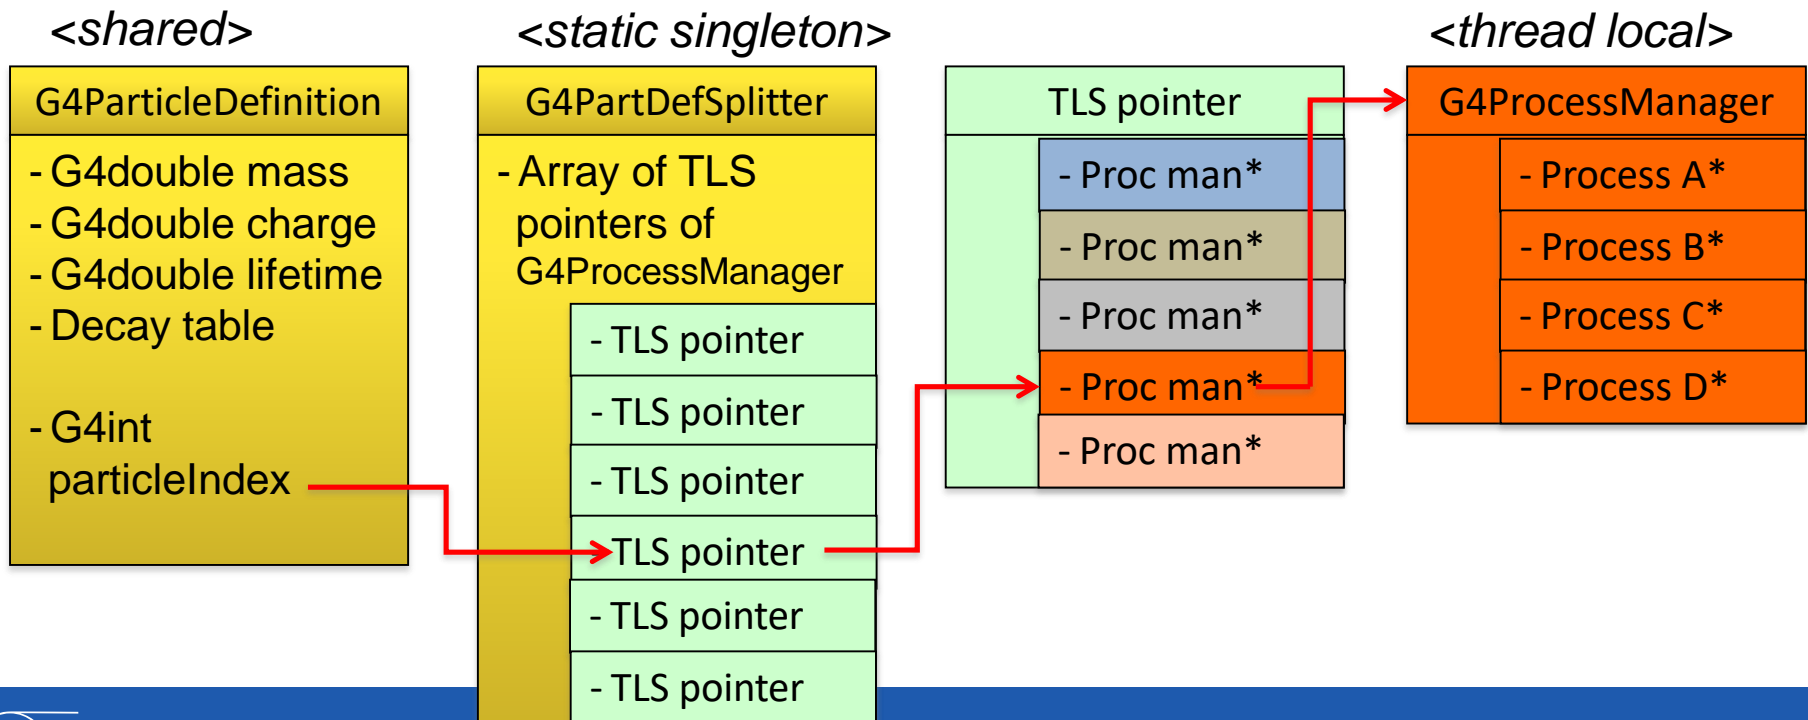 <shared>
G4ParticleDefinition
- G4double mass
- G4double charge
- G4double lifetime
- Decay table
- G4int
particleIndex
<static singleton>
G4PartDefSplitter
- Array of TLS
pointers of
G4ProcessManager
- TLS pointer
- TLS pointer
- TLS pointer
TLS pointer
- TLS pointer
- TLS pointer
TLS pointer
- Proc man*
- Proc man*
- Proc man*
- Proc man*
- Proc man*
<thread local>
G4ProcessManager
- Process A*
- Process B*
- Process C*
- Process D*